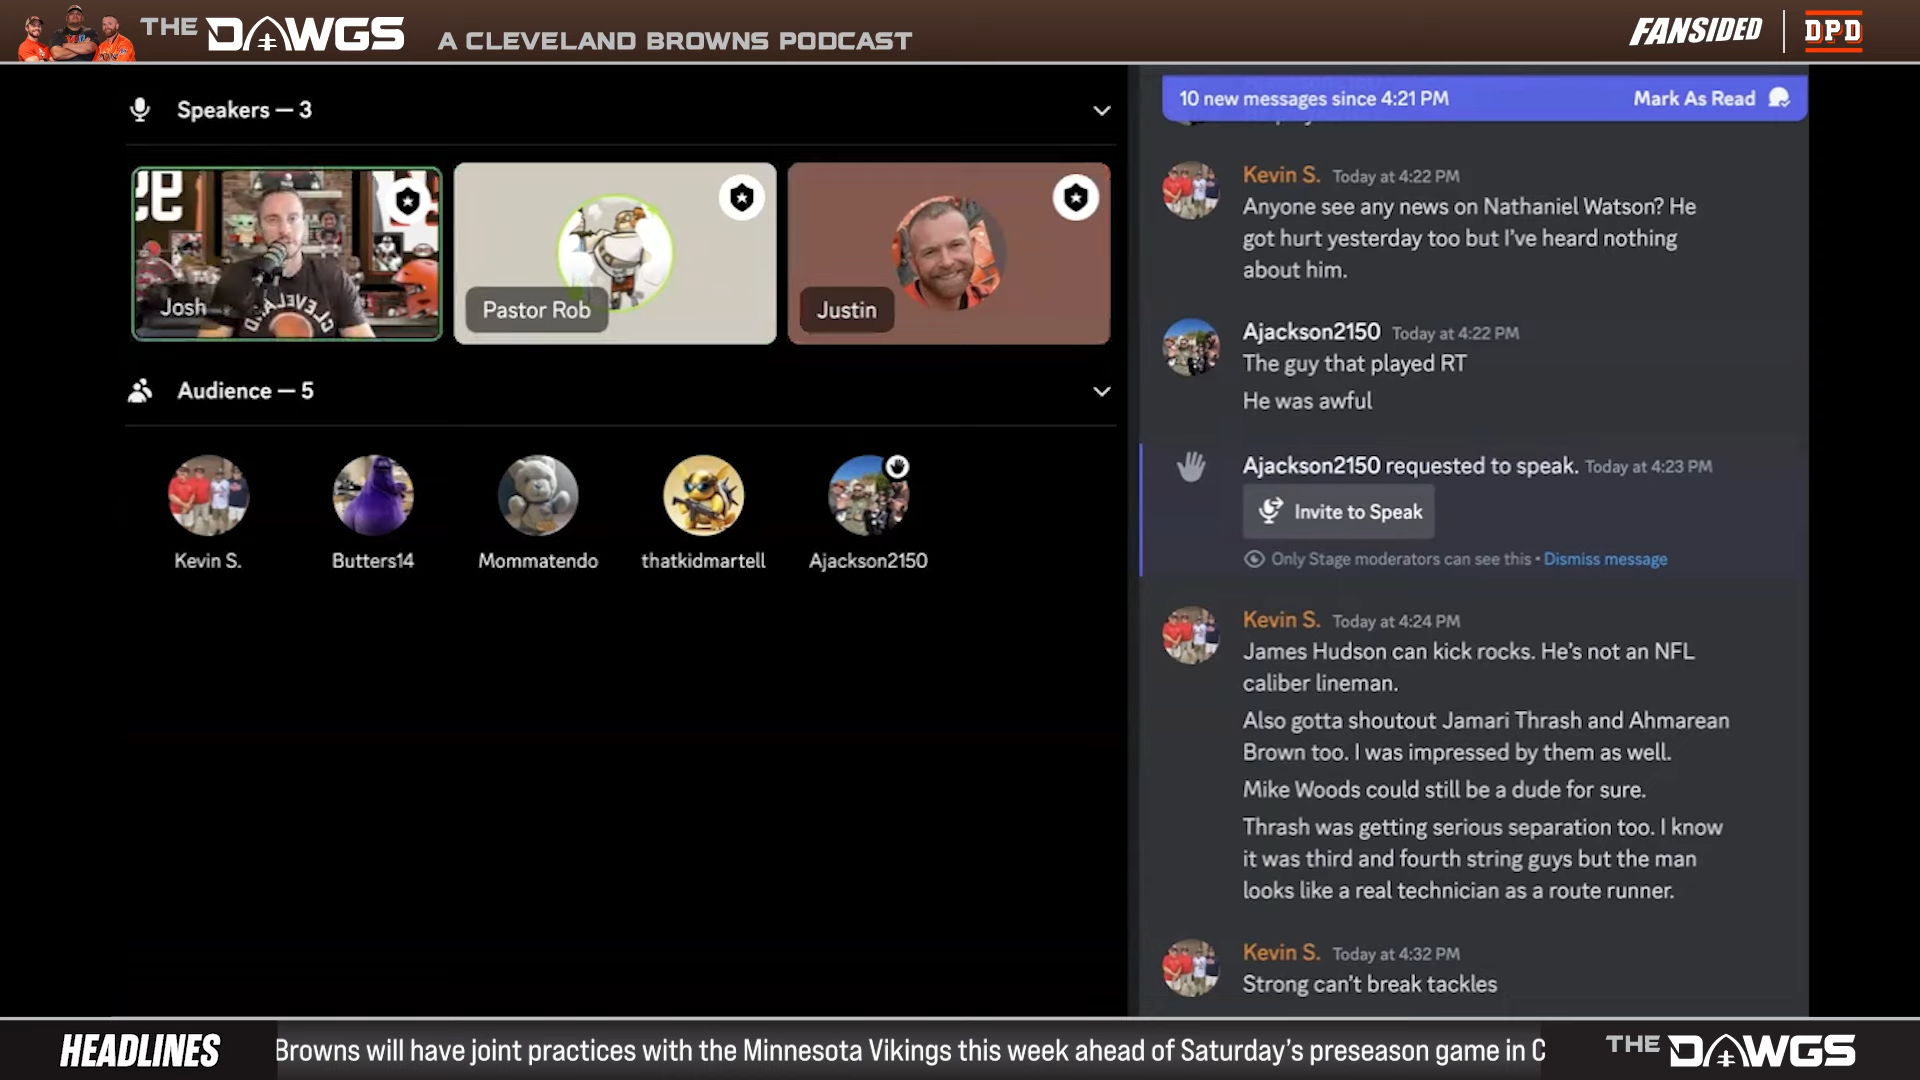 THE DAWGS A CLEVELAND BROWNS PODCAST
FANSIDED DPD
Speakers — 3
Josh
Pastor Rob
Justin
Audience — 5
Kevin S.
Butters14
Mommatendo
thatkidmartell
Ajackson2150
10 new messages since 4:21 PM
Mark As Read
Kevin S. Today at 4:22 PM
Anyone see any news on Nathaniel Watson? He
got hurt yesterday too but I've heard nothing
about him.
Ajackson2150 Today at 4:22 PM
The guy that played RT
He was awful
Ajackson2150 requested to speak. Today at 4:23 PM
Invite to Speak
Only Stage moderators can see this • Dismiss message
Kevin S. Today at 4:24 PM
James Hudson can kick rocks. He's not an NFL
caliber lineman.
Also gotta shoutout Jamari Thrash and Ahmarean
Brown too. I was impressed by them as well.
Mike Woods could still be a dude for sure.
Thrash was getting serious separation too. I know
it was third and fourth string guys but the man
looks like a real technician as a route runner.
Kevin S. Today at 4:32 PM
Strong can't break tackles
HEADLINES
Browns will have joint practices with the Minnesota Vikings this week ahead of Saturday's preseason game in C
THE DAWGS